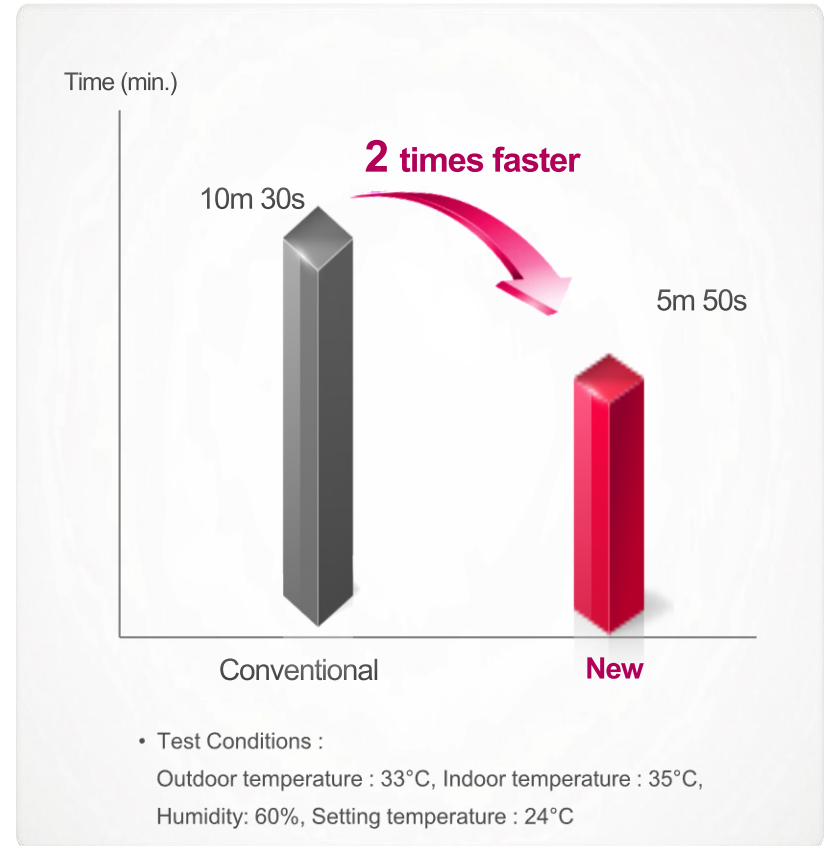 Time (min.)
2 times faster
10m 30s
5m 50s
Conventional
New
• Test Conditions :
Outdoor temperature : 33°C, Indoor temperature : 35°C,
Humidity: 60%, Setting temperature : 24°C